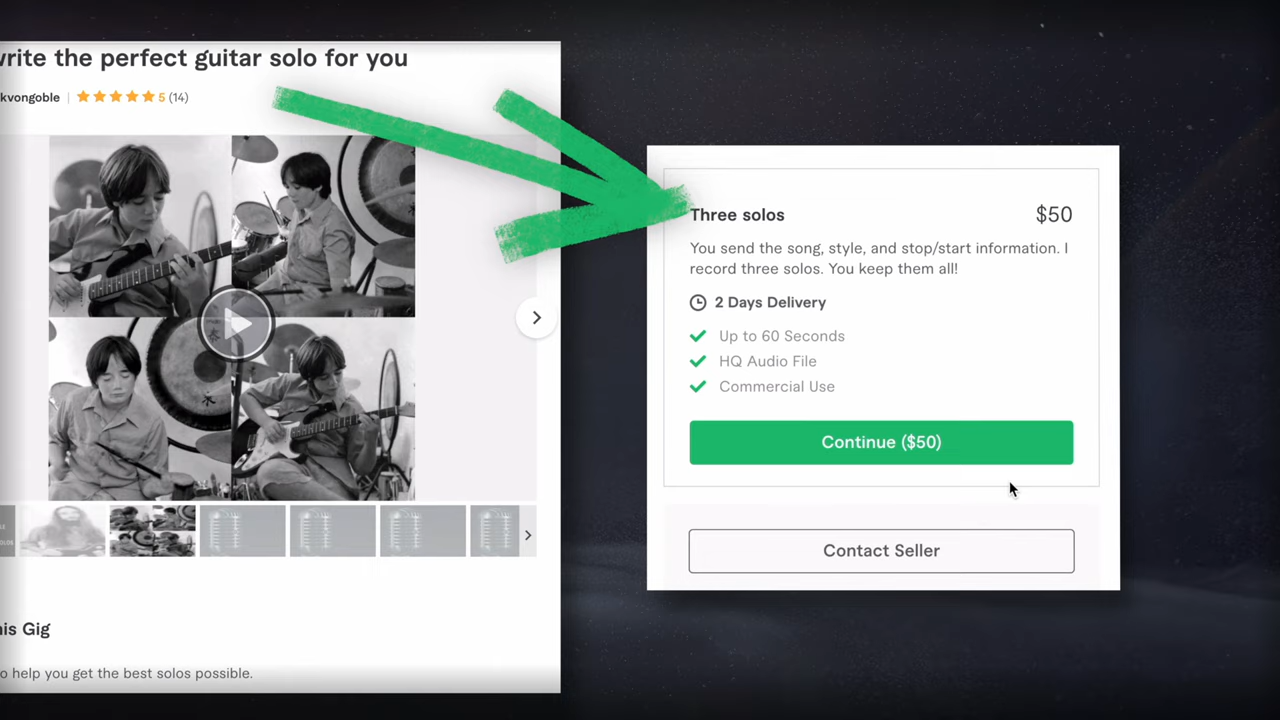 write the perfect guitar solo for you
kvongoble | 5 (14)
Three solos $50
You send the song, style, and stop/start information. I
record three solos. You keep them all!
2 Days Delivery
Up to 60 Seconds
HQ Audio File
Commercial Use
Continue ($50)
Contact Seller
his Gig
o help you get the best solos possible.